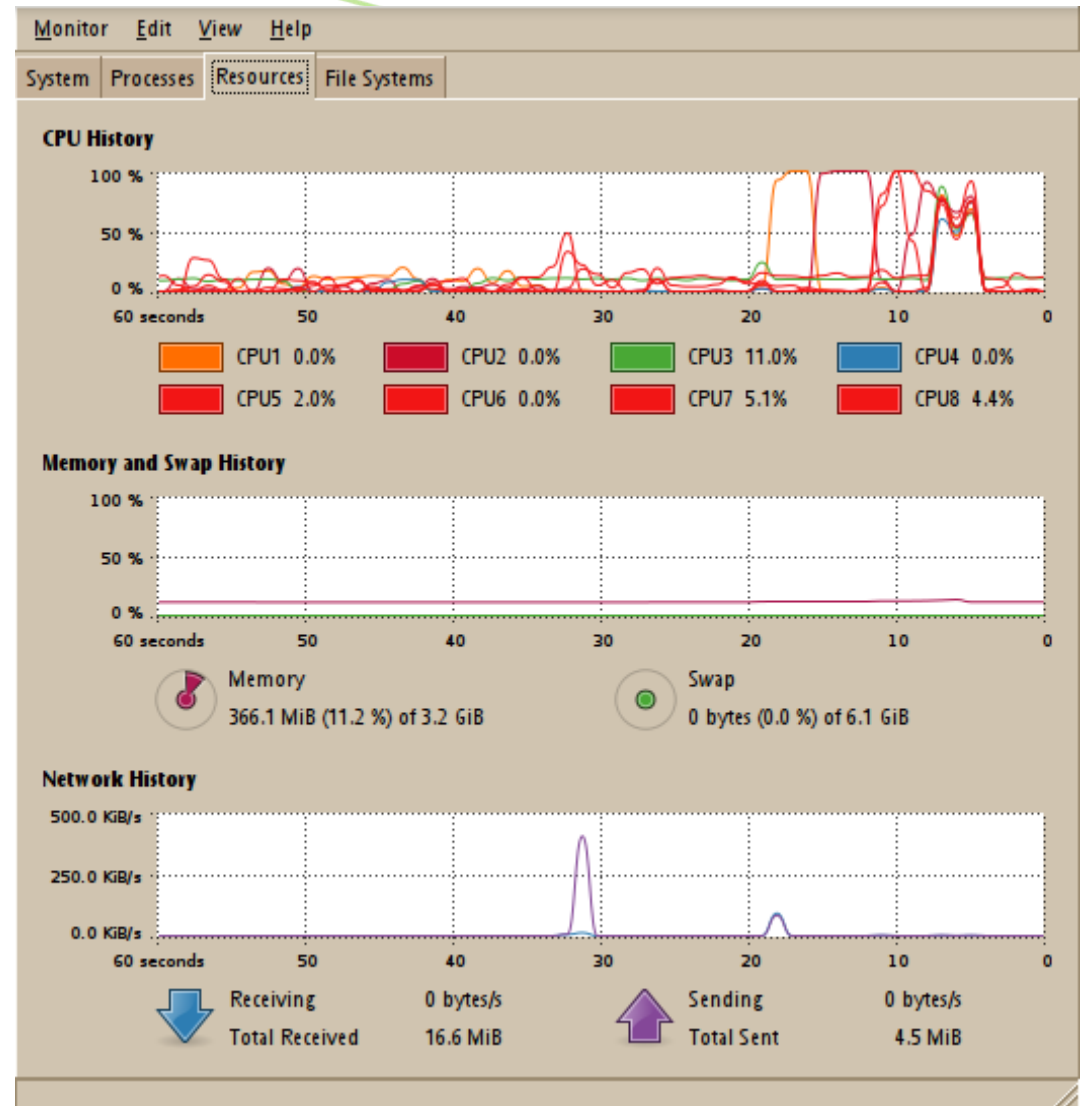 Monitor Edit View Help
System Processes Resources File Systems
CPU History
100 %
50 %
0 %
60 seconds 50 40 30 20 10 0
CPU1 0.0% CPU2 0.0% CPU3 11.0% CPU4 0.0%
CPU5 2.0% CPU6 0.0% CPU7 5.1% CPU8 4.4%
Memory and Swap History
100 %
50 %
0 %
60 seconds 50 40 30 20 10 0
Memory Swap
366.1 MiB (11.2 %) of 3.2 GiB 0 bytes (0.0 %) of 6.1 GiB
Network History
500.0 KiB/s
250.0 KiB/s
0.0 KiB/s
60 seconds 50 40 30 20 10 0
Receiving 0 bytes/s Sending 0 bytes/s
Total Received 16.6 MiB Total Sent 4.5 MiB